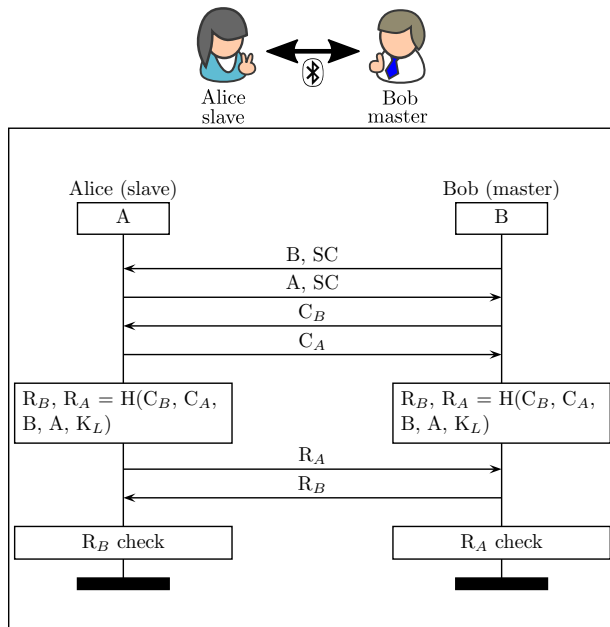 Alice
slave
Bob
master
Alice (slave)
Bob (master)
A
B
B, SC
A, SC
C_B
C_A
R_B, R_A = H(C_B, C_A,
B, A, K_L)
R_B, R_A = H(C_B, C_A,
B, A, K_L)
R_A
R_B
R_B check
R_A check